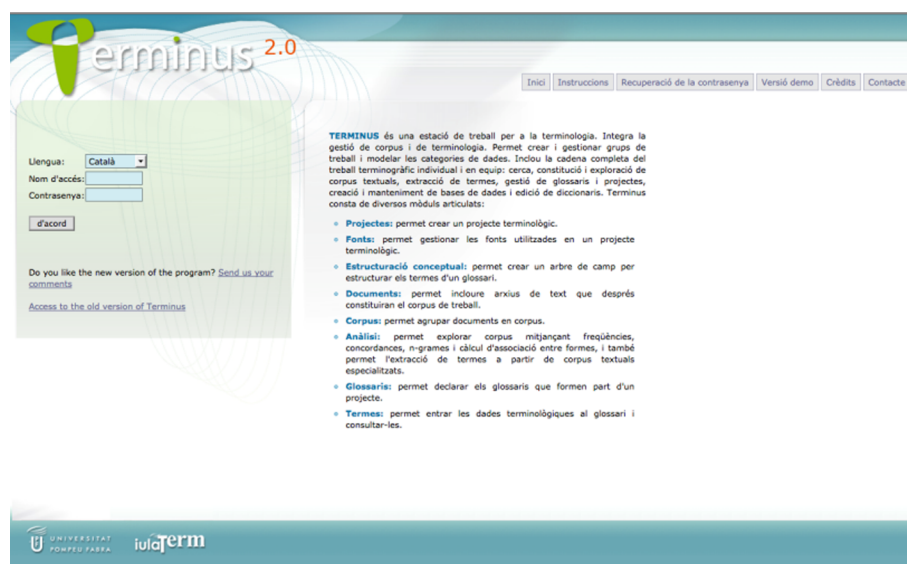 Terminus 2.0
Inici Instruccions Recuperació de la contrasenya Versió demo Crèdits Contacte
Llengua: Català
Nom d'accés:
Contrasenya:
d'acord
Do you like the new version of the program? Send us your
comments
Access to the old version of Terminus
TERMINUS és una estació de treball per a la terminologia. Integra la
gestió de corpus i de terminologia. Permet crear i gestionar grups de
treball i modelar les categories de dades. Inclou la cadena completa del
treball terminogràfic individual i en equip: cerca, constitució i exploració de
corpus textuals, extracció de termes, gestió de glossaris i projectes,
creació i manteniment de bases de dades i edició de diccionaris. Terminus
consta de diversos mòduls articulats:
Projectes: permet crear un projecte terminològic.
Fonts: permet gestionar les fonts utilitzades en un projecte
terminològic.
Estructuració conceptual: permet crear un arbre de camp per
estructurar els termes d'un glossari.
Documents: permet incloure arxius de text que després
constituiran el corpus de treball.
Corpus: permet agrupar documents en corpus.
Anàlisi: permet explorar corpus mitjançant freqüències,
concordances, n-grames i càlcul d'associació entre formes, i també
permet l'extracció de termes a partir de corpus textuals
especialitzats.
Glossaris: permet declarar els glossaris que formen part d'un
projecte.
Termes: permet entrar les dades terminològiques al glossari i
consultar-les.
UNIVERSITAT
POMPEU FABRA
iulaTerm